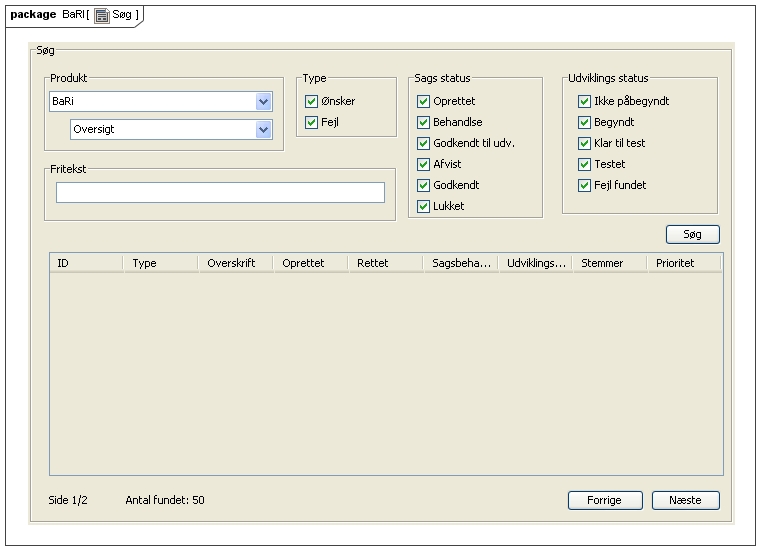 package BaRI [ Søg ]
Søg
Produkt
BaRi
Oversigt
Type
Ønsker
Fejl
Sags status
Oprettet
Behandlse
Godkendt til udv.
Afvist
Godkendt
Lukket
Udviklings status
Ikke påbegyndt
Begyndt
Klar til test
Testet
Fejl fundet
Fritekst
Søg
ID Type Overskrift Oprettet Rettet Sagsbeha... Udviklings... Stemmer Prioritet
Side 1/2 Antal fundet: 50 Forrige Næste